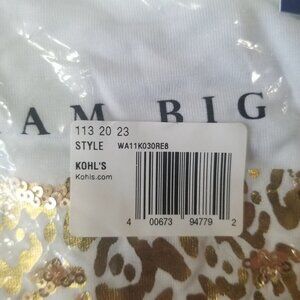 AM BIG
113 20 23
STYLE WA11K030RE8
KOHL'S
Kohls.com
4 00673 94779 2